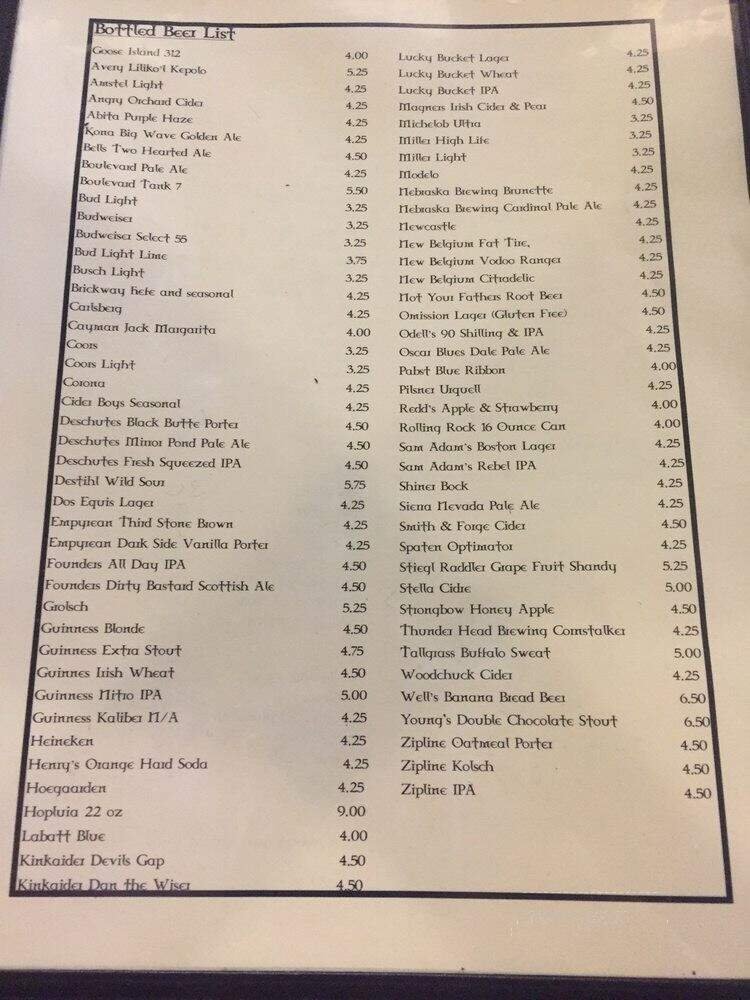 Bottled Beer List
Goose Island 312 4.00
Avery Liliko'i Kepolo 5.25
Amstel Light 4.25
Angry Orchard Cider 4.25
Abita Purple Haze 4.25
Kona Big Wave Golden Ale 4.25
Bells Two Hearted Ale 4.50
Boulevard Pale Ale 4.25
Boulevard Tank 7 5.50
Bud Light 3.25
Budweiser 3.25
Budweiser Select 55 3.25
Bud Light Lime 3.75
Busch Light 3.25
Brickway hefe and seasonal 4.25
Carlsberg 4.25
Cayman Jack Margarita 4.00
Coors 3.25
Coors Light 3.25
Corona 4.25
Cider Boys Seasonal 4.25
Deschutes Black Butte Porter 4.50
Deschutes Mirror Pond Pale Ale 4.50
Deschutes Fresh Squeezed IPA 4.50
Destihl Wild Sour 5.75
Dos Equis Lager 4.25
Empyrean Third Stone Brown 4.25
Empyrean Dark Side Vanilla Porter 4.25
Founders All Day IPA 4.50
Founders Dirty Bastard Scottish Ale 4.50
Grolsch 5.25
Guinness Blonde 4.50
Guinness Extra Stout 4.75
Guinnes Irish Wheat 4.50
Guinness Nitro IPA 5.00
Guinness Kaliber N/A 4.25
Heineken 4.25
Henry's Orange Hard Soda 4.25
Hoegaarden 4.25
Hopluia 22 oz 9.00
Labatt Blue 4.00
Kinkaider Devils Gap 4.50
Kinkaider Dan the Wiser 4.50
Lucky Bucket Lager 4.25
Lucky Bucket Wheat 4.25
Lucky Bucket IPA 4.25
Magners Irish Cider & Pear 4.50
Michelob Ultra 3.25
Miller High Life 3.25
Miller Light 3.25
Modelo 4.25
Nebraska Brewing Brunette 4.25
Nebraska Brewing Cardinal Pale Ale 4.25
Newcastle 4.25
New Belgium Fat Tire, 4.25
New Belgium Vodoo Ranger 4.25
New Belgium Citradelic 4.25
Not Your Fathers Root Beer 4.50
Omission Lager (Gluten Free) 4.50
Odell's 90 Shilling & IPA 4.25
Oscar Blues Dale Pale Ale 4.25
Pabst Blue Ribbon 4.00
Pilsner Urquell 4.25
Redd's Apple & Strawberry 4.00
Rolling Rock 16 Ounce Can 4.00
Sam Adam's Boston Lager 4.25
Sam Adam's Rebel IPA 4.25
Shiner Bock 4.25
Sierra Nevada Pale Ale 4.25
Smith & Forge Cider 4.50
Spaten Optimator 4.25
Stiegl Raddler Grape Fruit Shandy 5.25
Stella Cidre 5.00
Strongbow Honey Apple 4.50
Thunder Head Brewing Cornstalker 4.25
Tallgrass Buffalo Sweat 5.00
Woodchuck Cider 4.25
Well's Banana Bread Beer 6.50
Young's Double Chocolate Stout 6.50
Zipline Oatmeal Porter 4.50
Zipline Kolsch 4.50
Zipline IPA 4.50